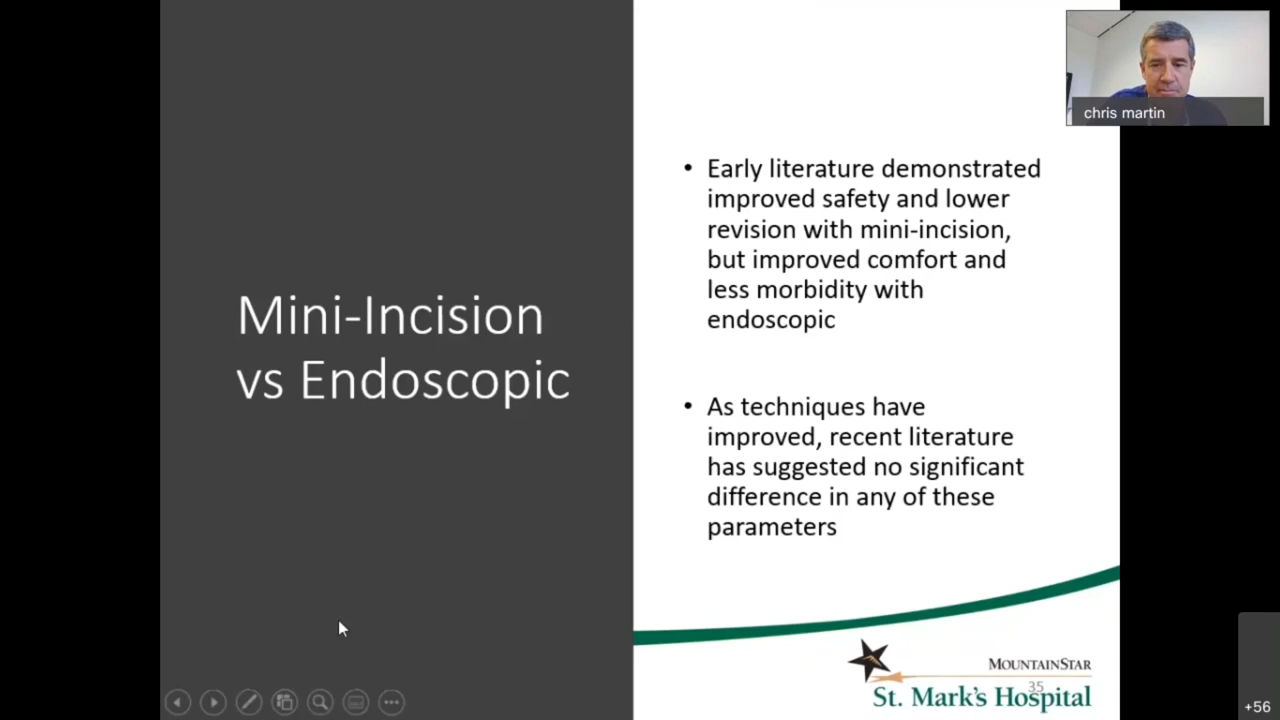 chris martin
Mini-Incision
vs Endoscopic
• Early literature demonstrated
improved safety and lower
revision with mini-incision,
but improved comfort and
less morbidity with
endoscopic
• As techniques have
improved, recent literature
has suggested no significant
difference in any of these
parameters
MOUNTAINSTAR
35
St. Mark's Hospital
+56